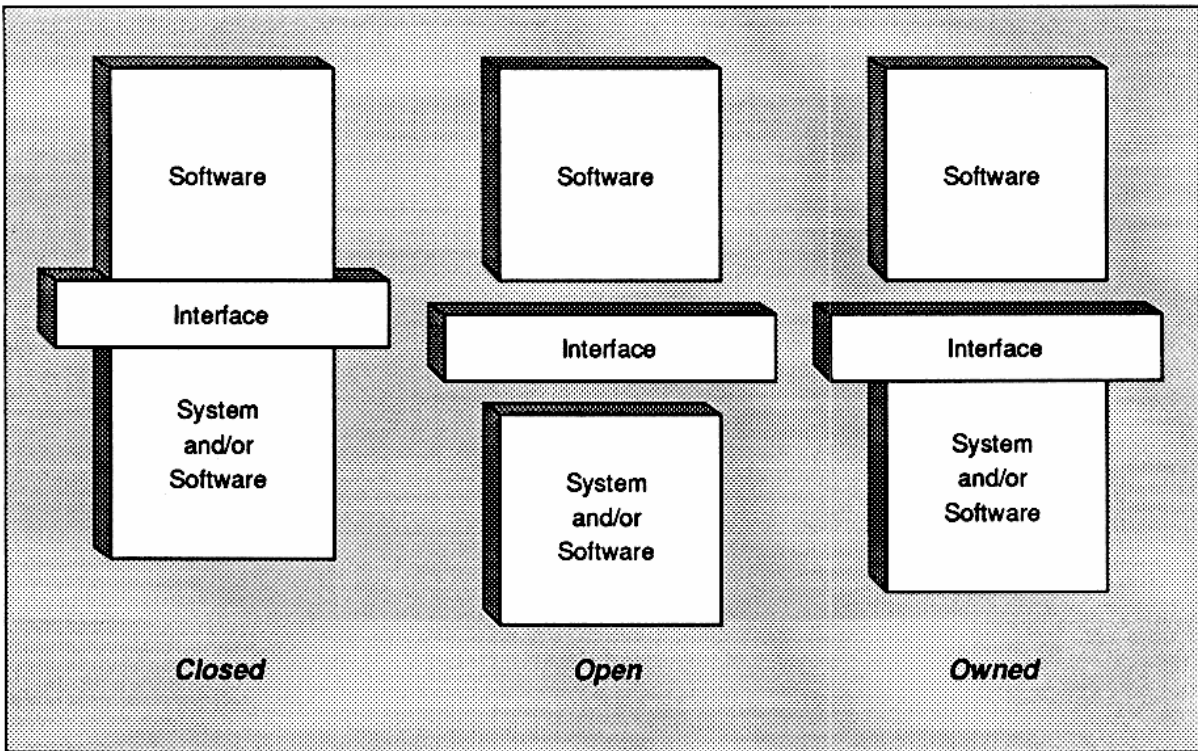 Software
Interface
System
and/or
Software
Closed
Software
Interface
System
and/or
Software
Open
Software
Interface
System
and/or
Software
Owned